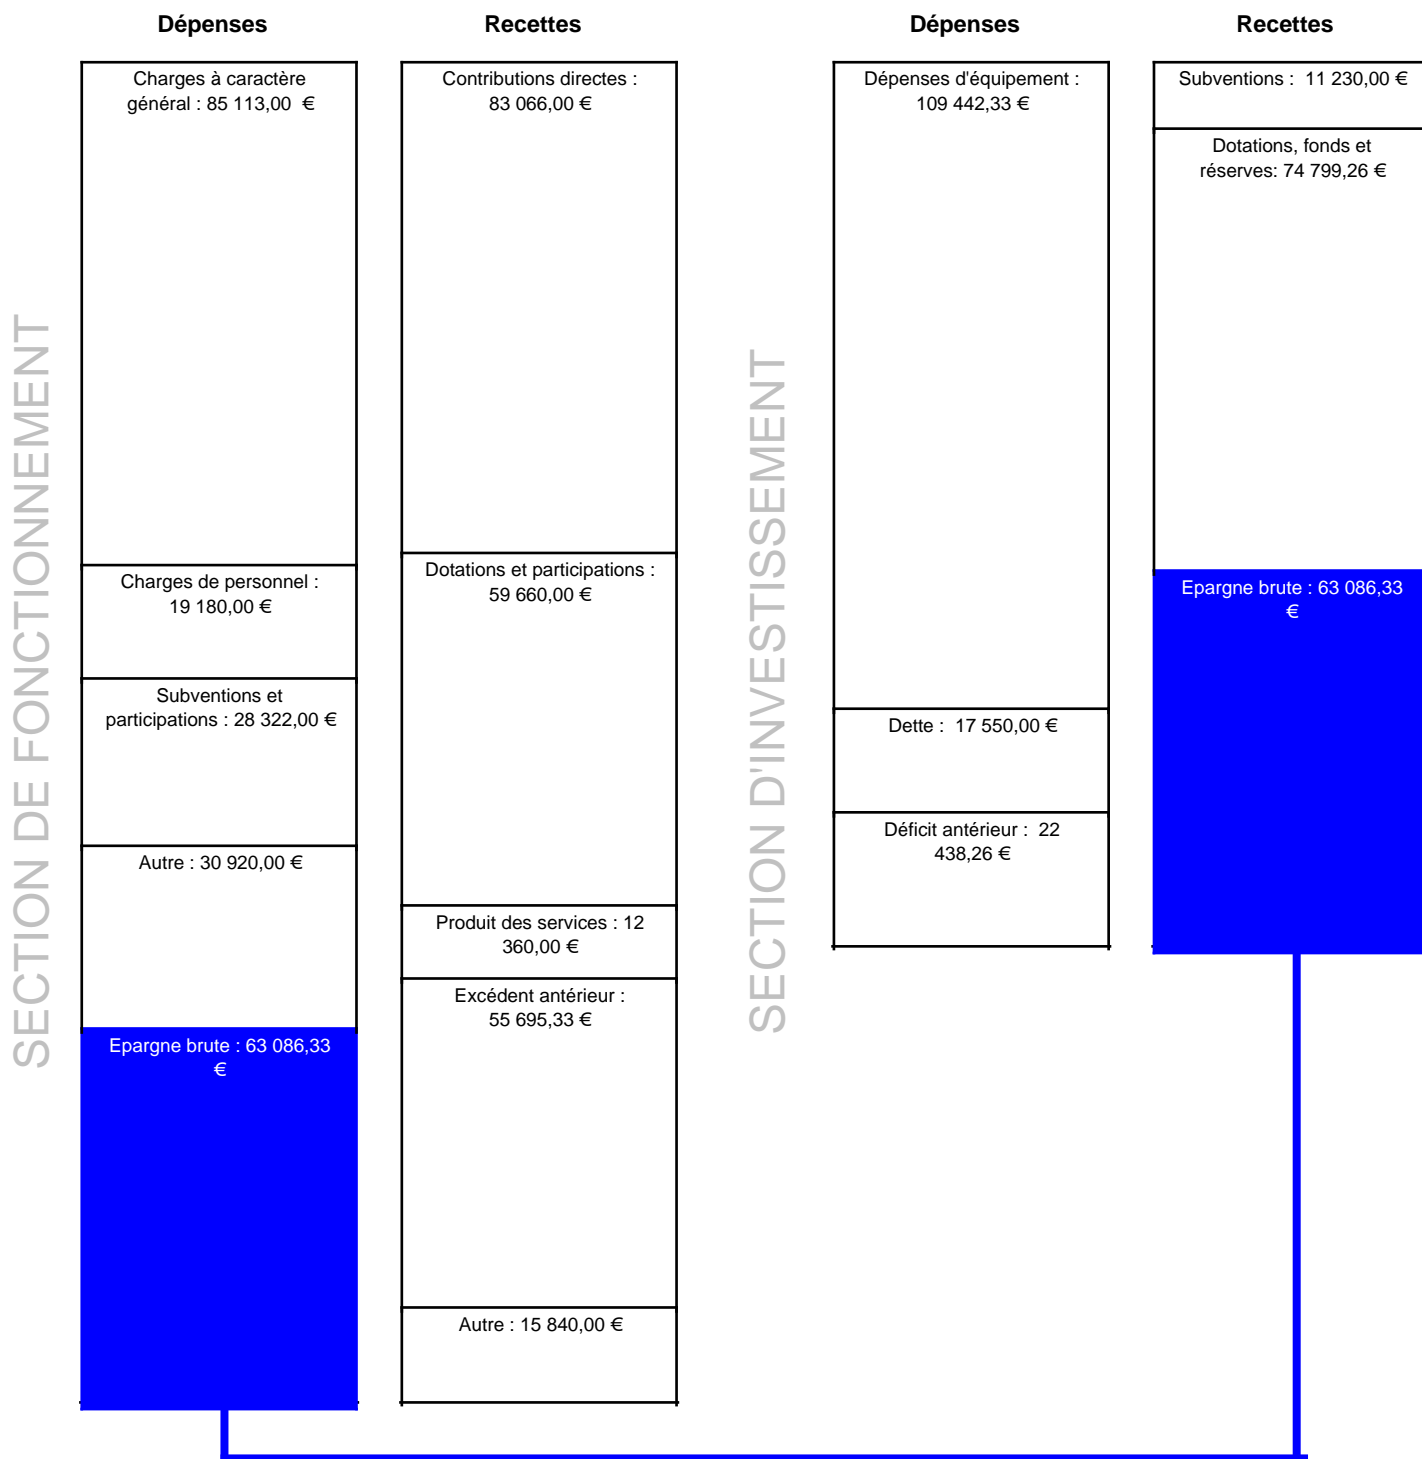 SECTION DE FONCTIONNEMENT
Dépenses
Charges à caractère
général : 85 113,00 €
Charges de personnel :
19 180,00 €
Subventions et
participations : 28 322,00 €
Autre : 30 920,00 €
Epargne brute : 63 086,33
€
Recettes
Contributions directes :
83 066,00 €
Dotations et participations :
59 660,00 €
Produit des services : 12
360,00 €
Excédent antérieur :
55 695,33 €
Autre : 15 840,00 €
SECTION D'INVESTISSEMENT
Dépenses
Dépenses d'équipement :
109 442,33 €
Dette : 17 550,00 €
Déficit antérieur : 22
438,26 €
Recettes
Subventions : 11 230,00 €
Dotations, fonds et
réserves: 74 799,26 €
Epargne brute : 63 086,33
€